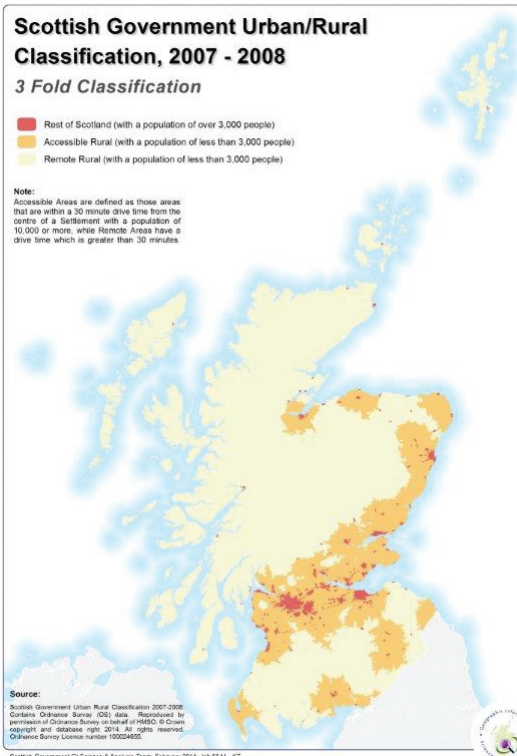 Scottish Government Urban/Rural
Classification, 2007 - 2008
3 Fold Classification
Rest of Scotland (with a population of over 3,000 people)
Accessible Rural (with a population of less than 3,000 people)
Remote Rural (with a population of less than 3,000 people)
Note:
Accessible Areas are defined as those areas
that are within a 30 minute drive time from the
centre of a Settlement with a population of
10,000 or more, while Remote Areas have a
drive time which is greater than 30 minutes.
Source:
Scottish Government Urban Rural Classification 2007-2008
Contains Ordnance Survey (OS) data. Reproduced by
permission of Ordnance Survey on behalf of HMSO. © Crown
copyright and database right 2014. All rights reserved.
Ordnance Survey Licence number 100024655.